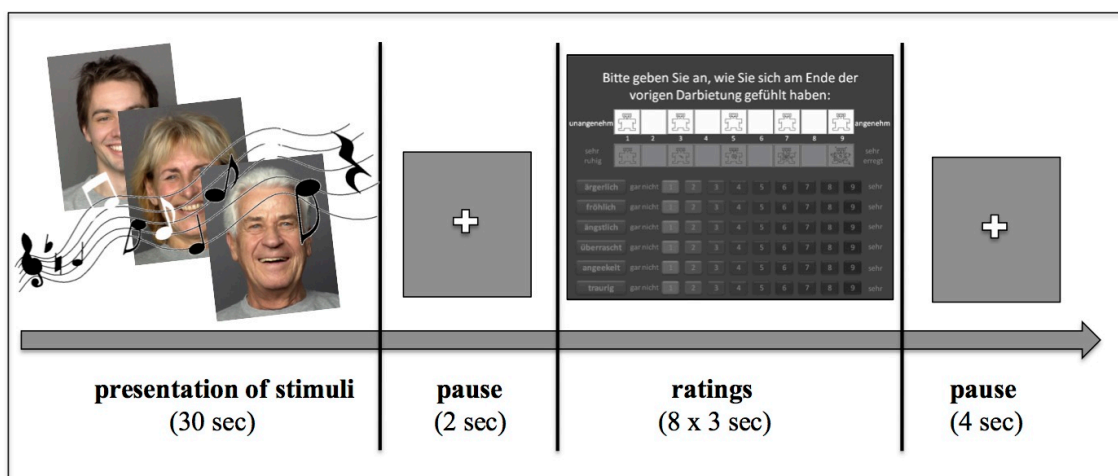 Bitte geben Sie an, wie Sie sich am Ende der
vorigen Darbietung gefühlt haben:
unangenehm angenehm
1 2 3 4 5 6 7 8 9
sehr ruhig sehr erregt
ärgerlich gar nicht 1 2 3 4 5 6 7 8 9 sehr
fröhlich gar nicht 1 2 3 4 5 6 7 8 9 sehr
ängstlich gar nicht 1 2 3 4 5 6 7 8 9 sehr
überrascht gar nicht 1 2 3 4 5 6 7 8 9 sehr
angeekelt gar nicht 1 2 3 4 5 6 7 8 9 sehr
traurig gar nicht 1 2 3 4 5 6 7 8 9 sehr
presentation of stimuli pause ratings pause
(30 sec) (2 sec) (8 x 3 sec) (4 sec)